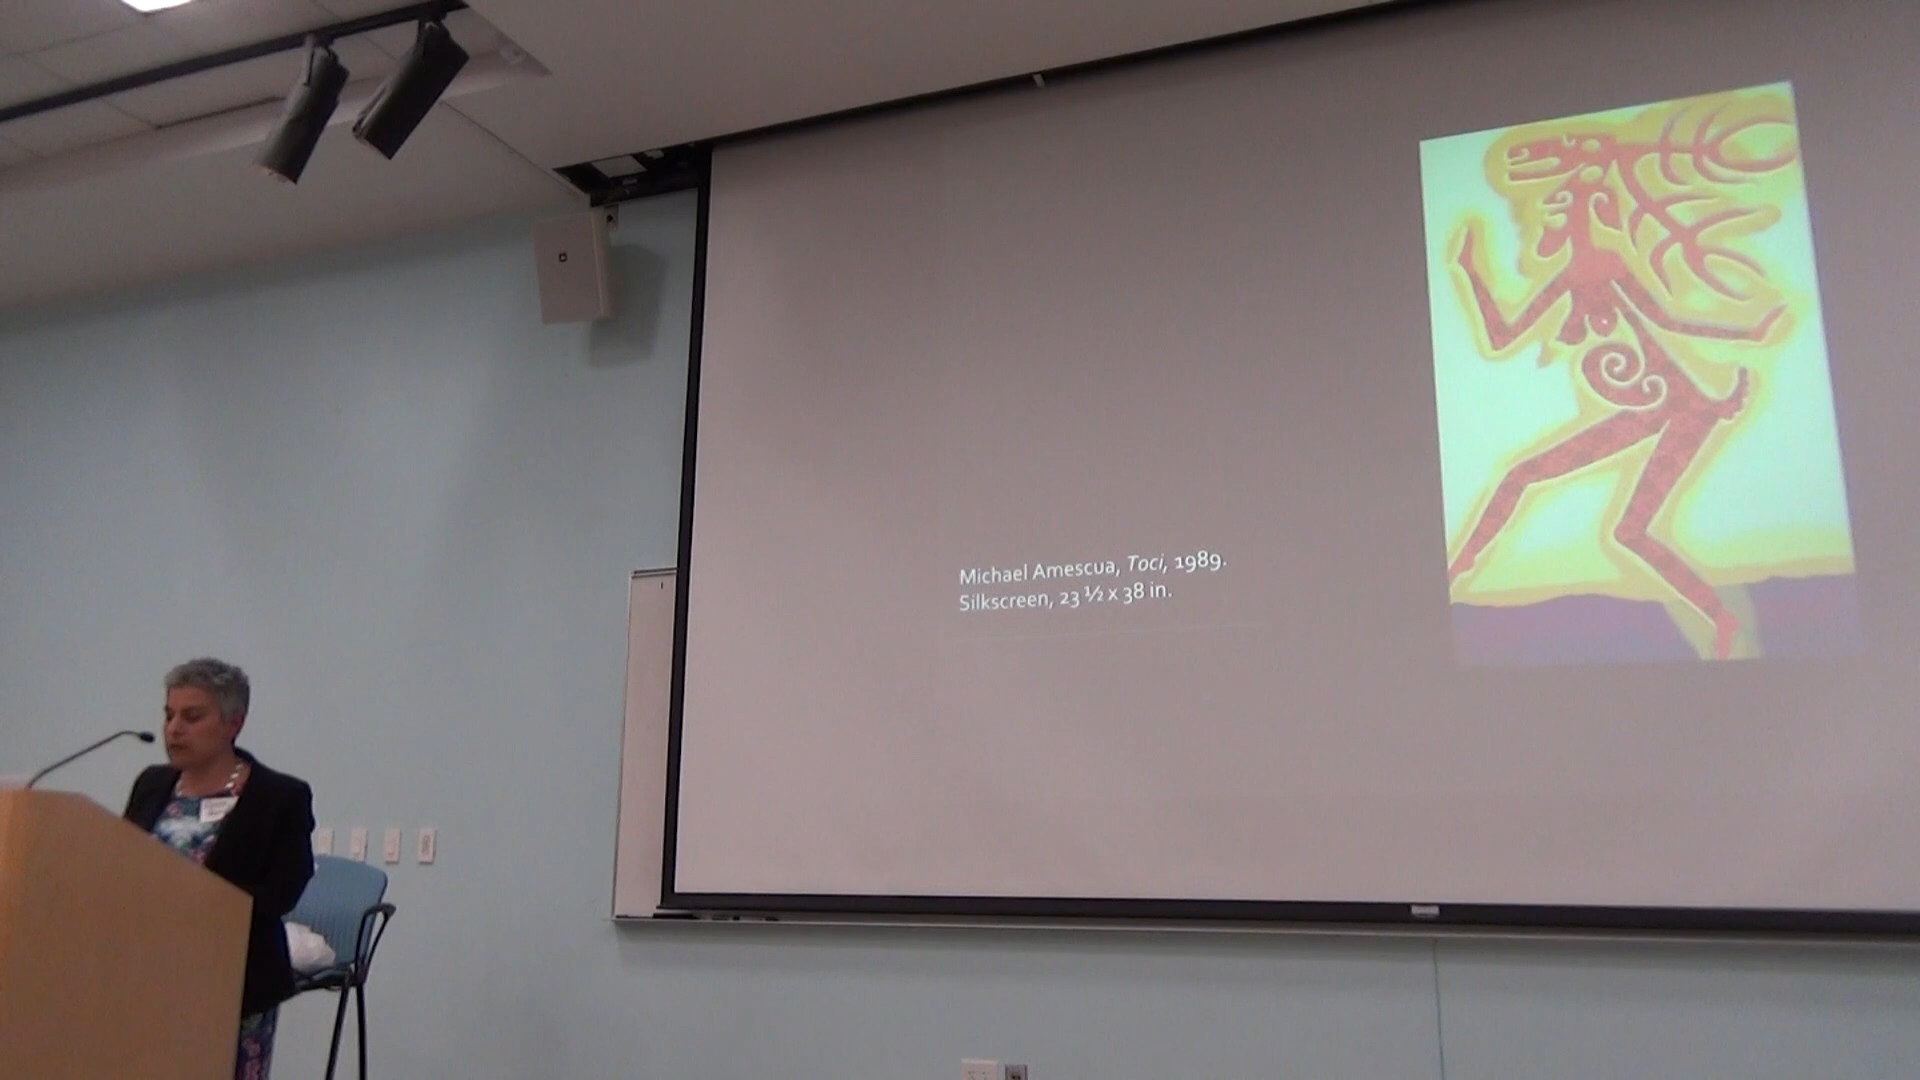 Michael Amescua, Toci, 1989.
Silkscreen, 23 ½ x 38 in.